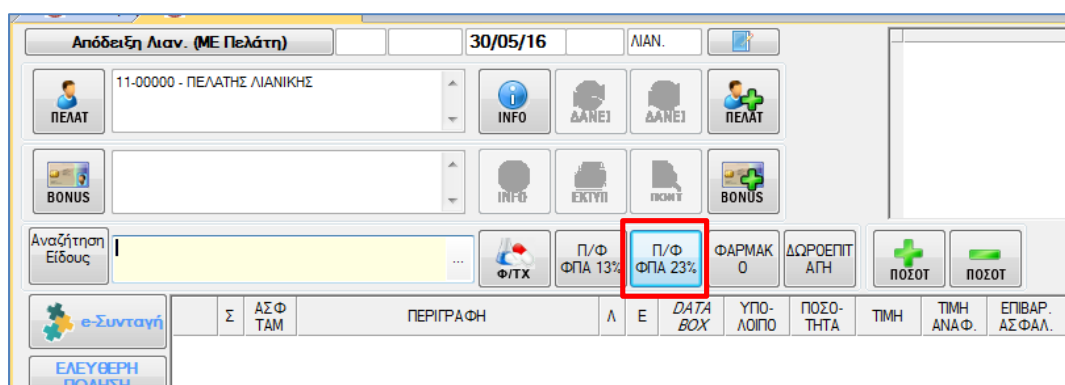 Απόδειξη Λιαν. (ΜΕ Πελάτη)
30/05/16
ΛΙΑΝ.
11-00000 - ΠΕΛΑΤΗΣ ΛΙΑΝΙΚΗΣ
ΠΕΛΑΤ
INFO
ΔΑΝΕΙ
ΔΑΝΕΙ
ΠΕΛΑΤ
BONUS
INFO
ΕΚΤΥΠ
BONUS
Αναζήτηση
Είδους
...
Φ/ΤΧ
Π/Φ
ΦΠΑ 13%
Π/Φ
ΦΠΑ 23%
ΦΑΡΜΑΚ
Ο
ΔΩΡΟΕΠΙΤ
ΑΓΗ
ΠΟΣΟΤ
ΠΟΣΟΤ
e-Συνταγή
Σ
ΑΣΦ
ΤΑΜ
ΠΕΡΙΓΡΑΦΗ
Λ
Ε
DATA
BOX
ΥΠΟ-
ΛΟΙΠΟ
ΠΟΣΟ-
ΤΗΤΑ
ΤΙΜΗ
ΤΙΜΗ
ΑΝΑΦ.
ΕΠΙΒΑΡ.
ΑΣΦΑΛ.
ΕΛΕΥΘΕΡΗ
ΠΩΛΗΣΗ